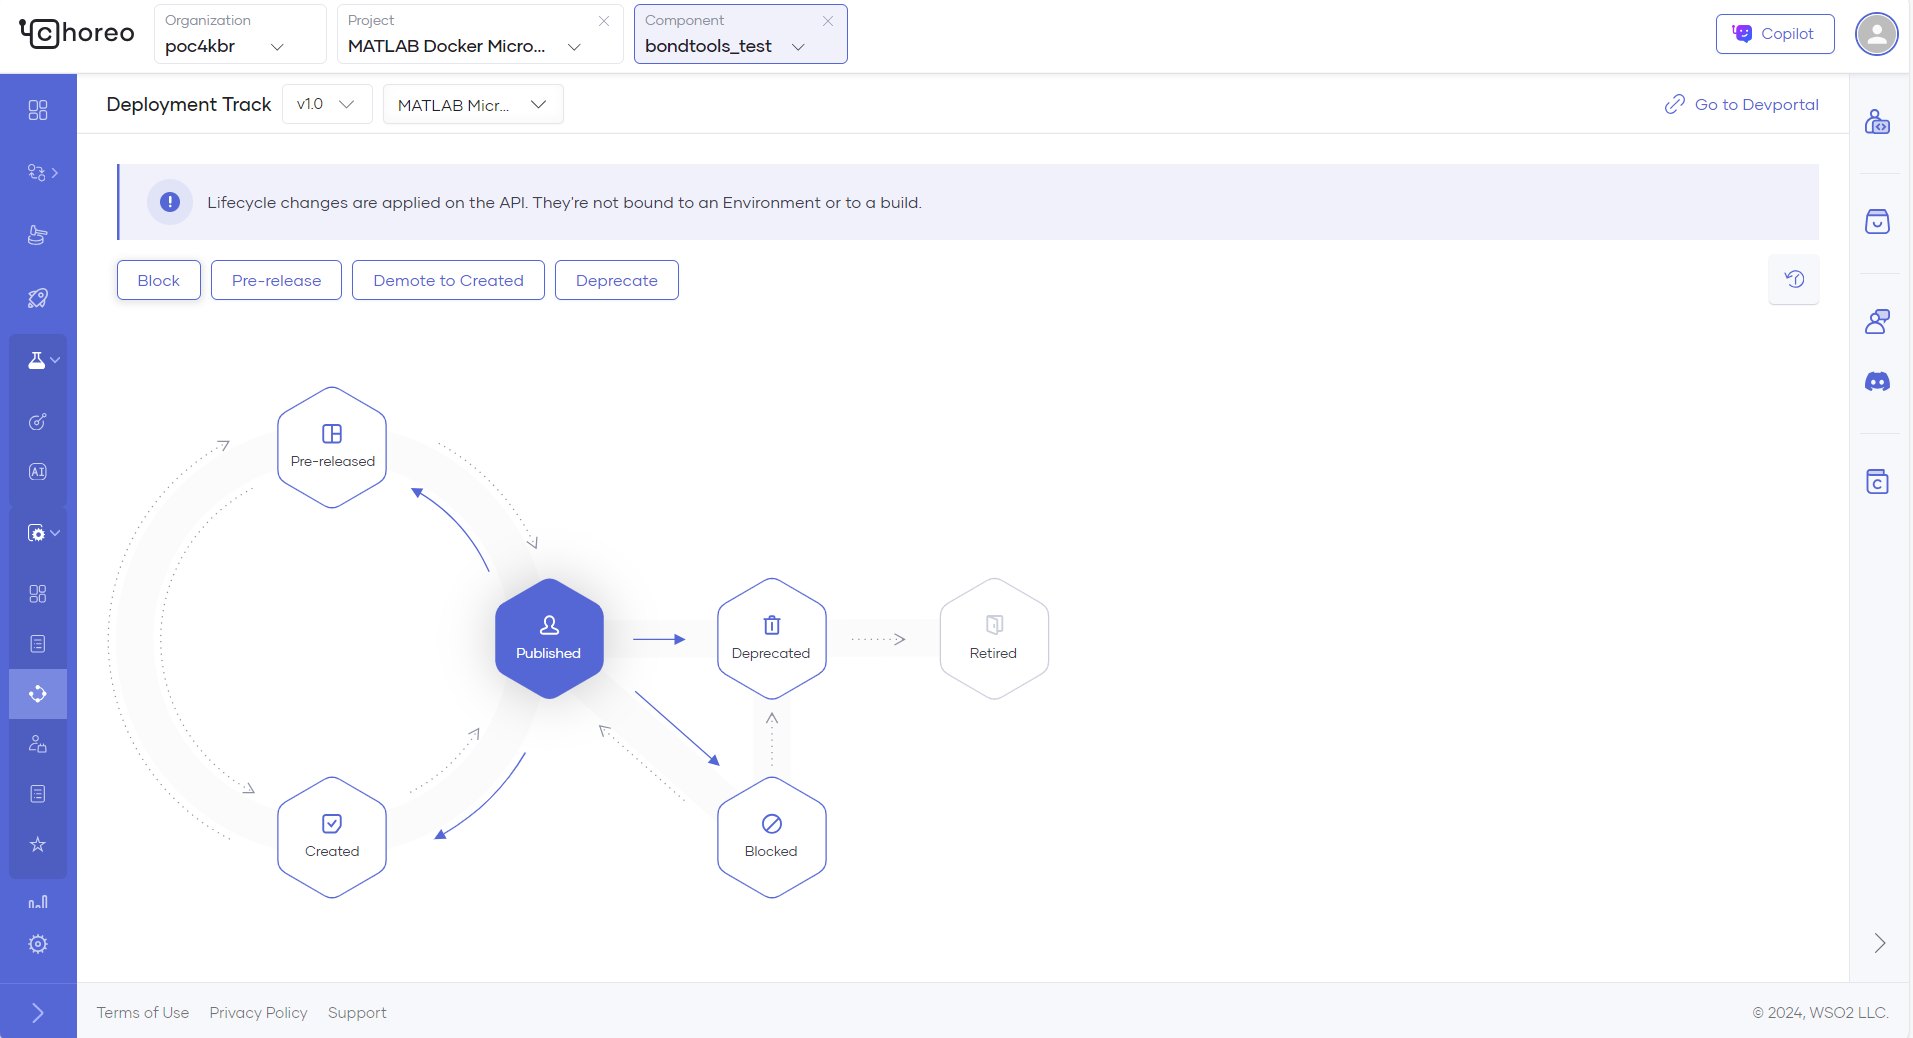 Choreo
Organization
poc4kbr
Project
MATLAB Docker Micro...
Component
bondtools_test
Copilot
Deployment Track
v1.0
MATLAB Micr...
Go to Devportal
Lifecycle changes are applied on the API. They're not bound to an Environment or to a build.
Block
Pre-release
Demote to Created
Deprecate
Pre-released
Published
Deprecated
Retired
Created
Blocked
AI
C
Terms of Use
Privacy Policy
Support
© 2024, WSO2 LLC.